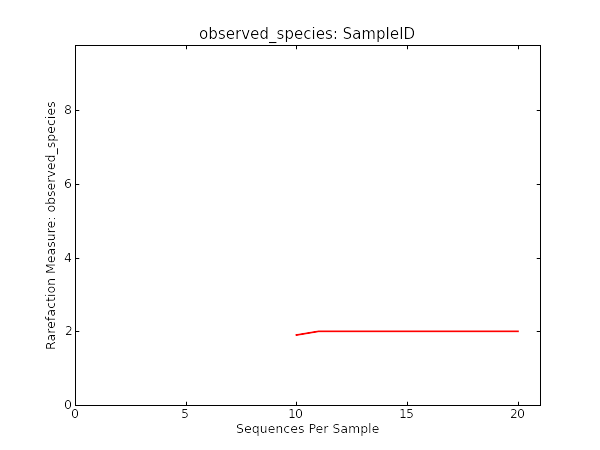 observed_species: SampleID
Rarefaction Measure: observed_species
8
6
4
2
0
0 5 10 15 20
Sequences Per Sample